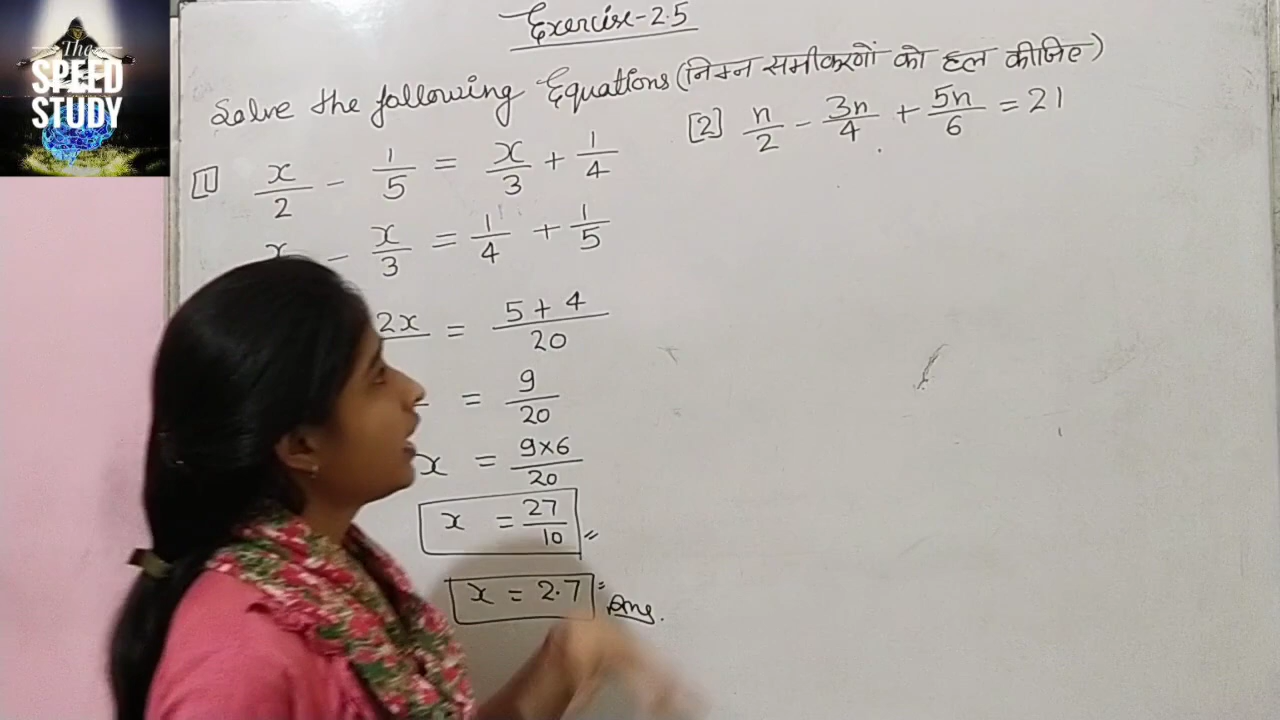 The
SPEED
STUDY
Exercise-2.5
Solve the following Equations (निम्न समीकरणों को हल कीजिए)
[1] x/2 - 1/5 = x/3 + 1/4
x - x/3 = 1/4 + 1/5
2x = 5+4/20
= 9/20
x = 9×6/20
x = 27/10
x = 2.7 Ans.
[2] n/2 - 3n/4 + 5n/6 = 21